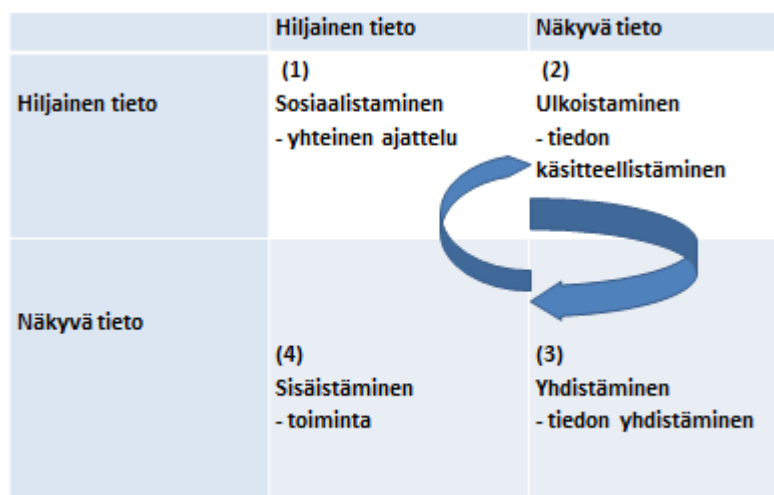 Hiljainen tieto
Näkyvä tieto
Hiljainen tieto
(1)
Sosiaalistaminen
- yhteinen ajattelu
(2)
Ulkoistaminen
- tiedon
käsitteellistäminen
Näkyvä tieto
(4)
Sisäistäminen
- toiminta
(3)
Yhdistäminen
- tiedon yhdistäminen